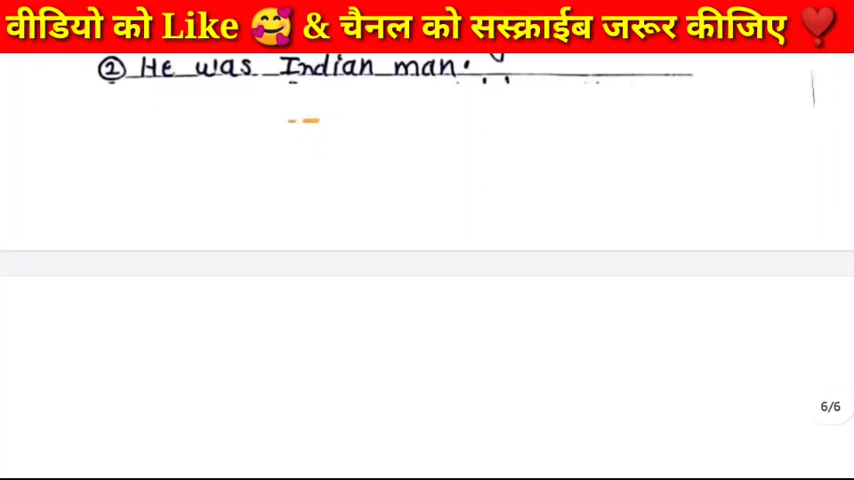 वीडियो को Like 🥰 & चैनल को सस्क्राईब जरूर कीजिए ❤️
② He was Indian man.
6/6